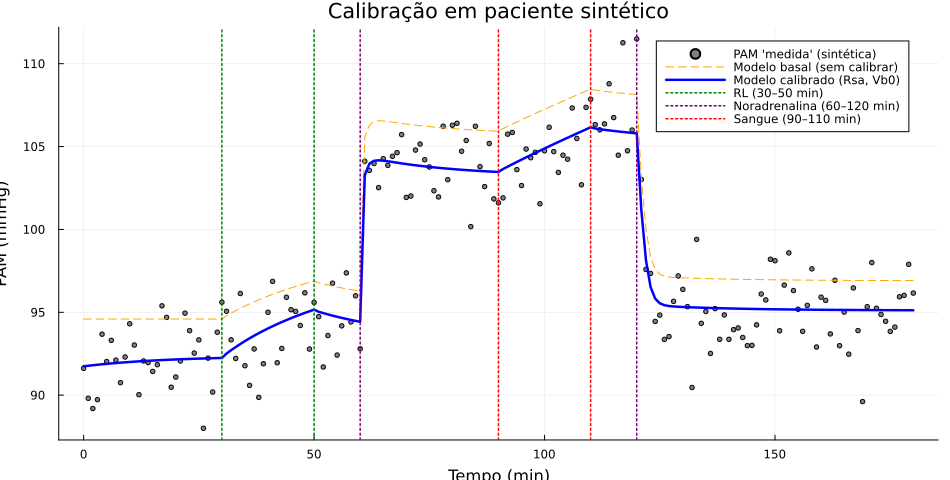 Calibração em paciente sintético
PAM 'medida' (sintética)
Modelo basal (sem calibrar)
Modelo calibrado (Rsa, Vb0)
RL (30–50 min)
Noradrenalina (60–120 min)
Sangue (90–110 min)
110
105
100
95
90
PAM (mmHg)
0
50
100
150
Tempo (min)